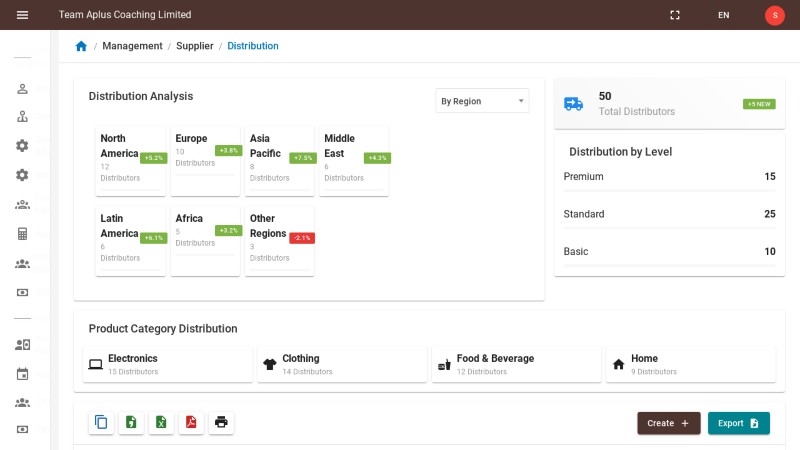 Team Aplus Coaching Limited
EN
S
/ Management / Supplier / Distribution
Distribution Analysis
By Region
North America
12 Distributors
+5.2%
Europe
10 Distributors
+3.8%
Asia Pacific
8 Distributors
+7.5%
Middle East
6 Distributors
+4.3%
Latin America
6 Distributors
+6.1%
Africa
5 Distributors
+3.2%
Other Regions
3 Distributors
-2.1%
50
Total Distributors
+5 NEW
Distribution by Level
Premium 15
Standard 25
Basic 10
Product Category Distribution
Electronics
15 Distributors
Clothing
14 Distributors
Food & Beverage
12 Distributors
Home
9 Distributors
Create +
Export